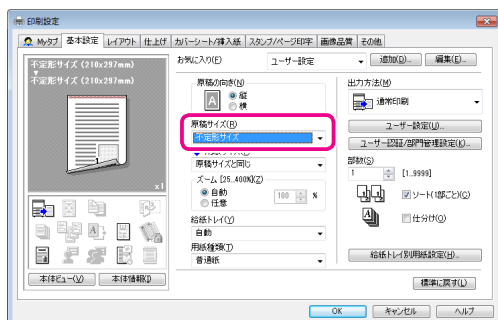 印刷設定
Myタブ 基本設定 レイアウト 仕上げ カバーシート/挿入紙 スタンプ/ページ印字 画像品質 その他
不定形サイズ (210x297mm)
不定形サイズ (210x297mm)
1
x1
本体ビュー(V) 本体情報(X)
お気に入り(F) ユーザー設定 追加(D)... 編集(E)...
原稿の向き(N)
A
縦
横
原稿サイズ(R)
不定形サイズ
原稿サイズと同じ
ズーム [25..400%](Z)
自動
任意
100 %
給紙トレイ(Y)
自動
用紙種類(T)
普通紙
出力方法(M)
通常印刷
ユーザー設定(U)...
ユーザー認証/部門管理設定(O)...
部数(S)
1 [1..9999]
ソート(1部ごと)(C)
仕分け(O)
給紙トレイ別用紙設定(H)...
標準に戻す(L)
OK キャンセル ヘルプ